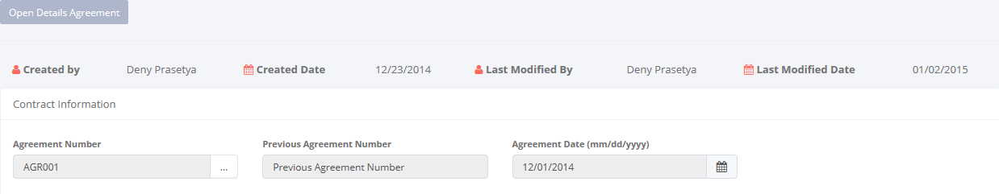 Open Details Agreement
Created by Deny Prasetya Created Date 12/23/2014 Last Modified By Deny Prasetya Last Modified Date 01/02/2015
Contract Information
Agreement Number Previous Agreement Number Agreement Date (mm/dd/yyyy)
AGR001 ... Previous Agreement Number 12/01/2014